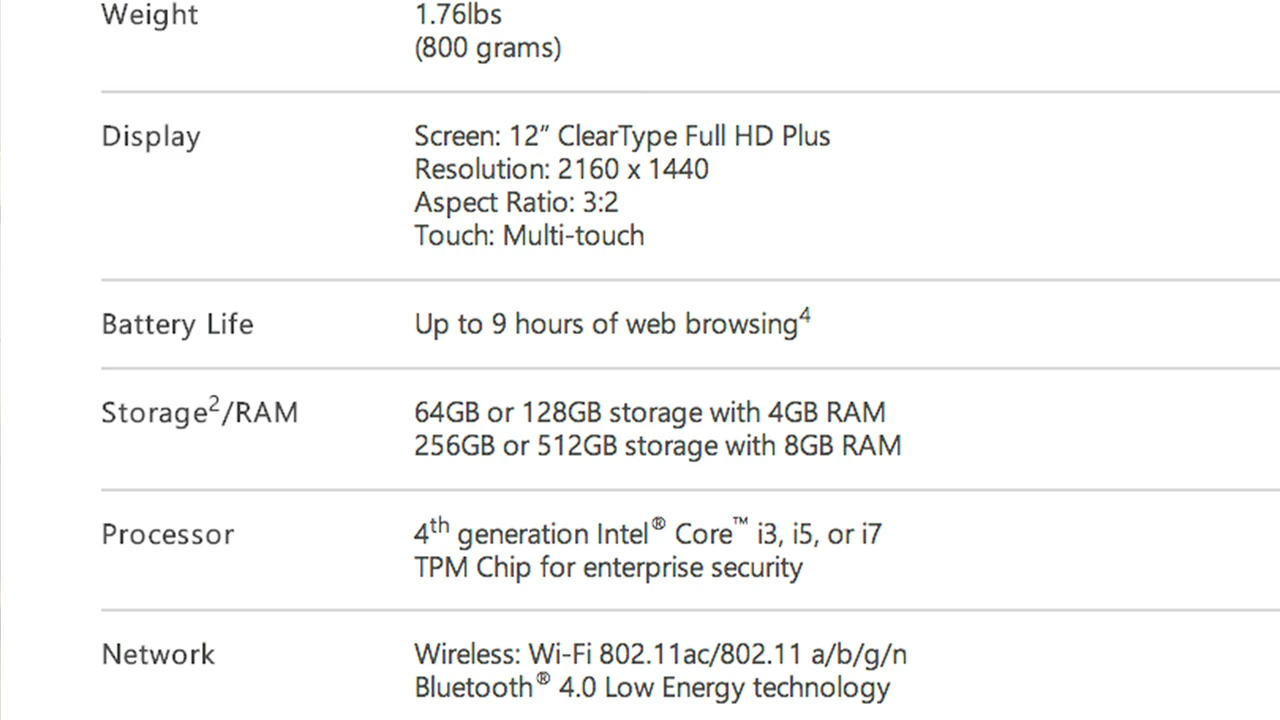 Weight 1.76lbs
(800 grams)
Display Screen: 12” ClearType Full HD Plus
Resolution: 2160 x 1440
Aspect Ratio: 3:2
Touch: Multi-touch
Battery Life Up to 9 hours of web browsing⁴
Storage²/RAM 64GB or 128GB storage with 4GB RAM
256GB or 512GB storage with 8GB RAM
Processor 4th generation Intel® Core™ i3, i5, or i7
TPM Chip for enterprise security
Network Wireless: Wi-Fi 802.11ac/802.11 a/b/g/n
Bluetooth® 4.0 Low Energy technology